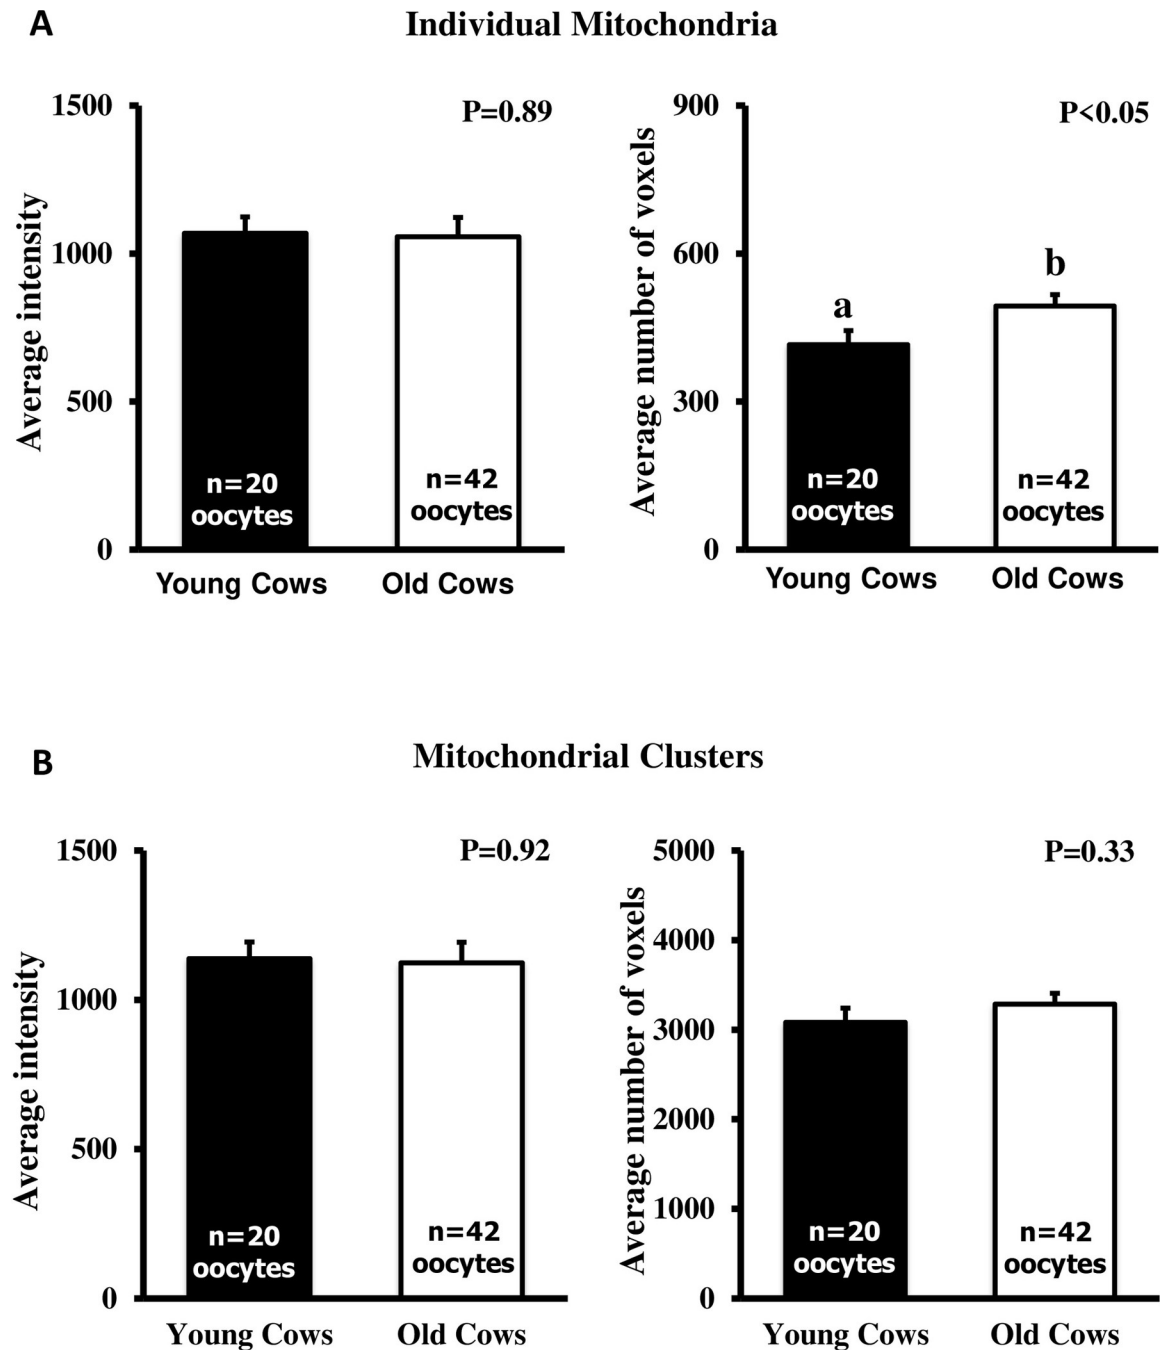 A
Individual Mitochondria
P=0.89
1500
1000
500
0
Average intensity
n=20
oocytes
n=42
oocytes
Young Cows
Old Cows
P<0.05
900
600
300
0
Average number of voxels
a
b
n=20
oocytes
n=42
oocytes
Young Cows
Old Cows
B
Mitochondrial Clusters
P=0.92
1500
1000
500
0
Average intensity
n=20
oocytes
n=42
oocytes
Young Cows
Old Cows
P=0.33
5000
4000
3000
2000
1000
0
Average number of voxels
n=20
oocytes
n=42
oocytes
Young Cows
Old Cows